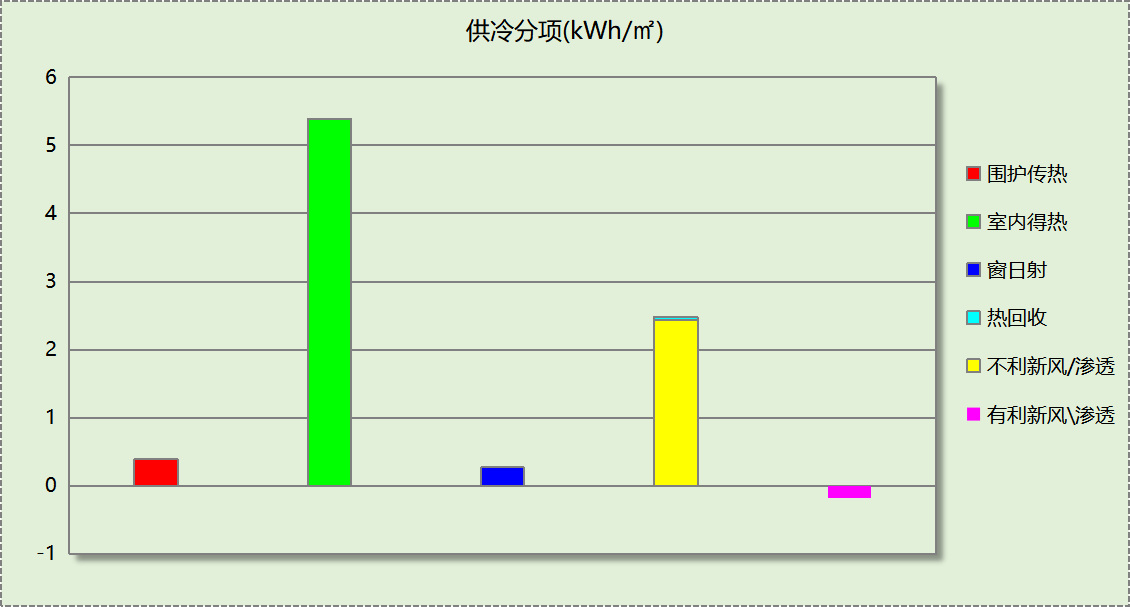 供冷分项(kWh/㎡)
6
5
4
3
2
1
0
-1
围护传热
室内得热
窗日射
热回收
不利新风/渗透
有利新风\渗透